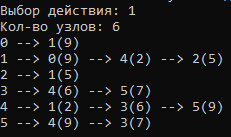 Выбор действия: 1
Кол-во узлов: 6
0 --> 1(9)
1 --> 0(9) --> 4(2) --> 2(5)
2 --> 1(5)
3 --> 4(6) --> 5(7)
4 --> 1(2) --> 3(6) --> 5(9)
5 --> 4(9) --> 3(7)